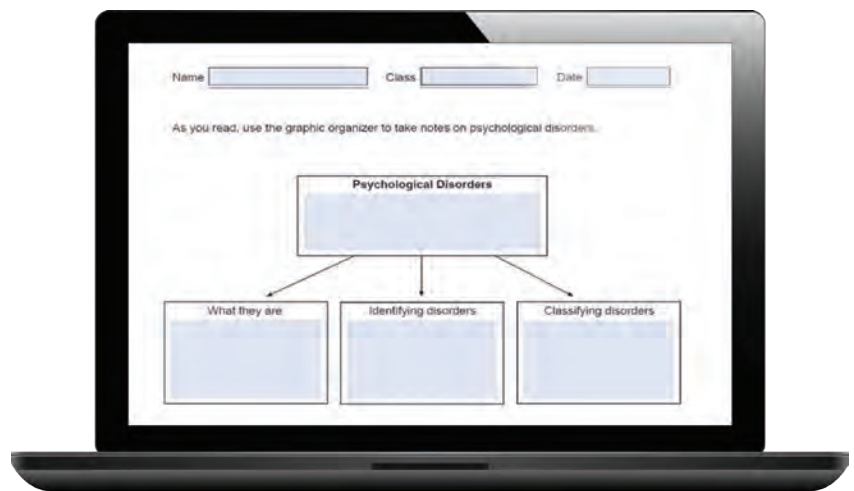 Name Class Date
As you read, use the graphic organizer to take notes on psychological disorders.
Psychological Disorders
What they are Identifying disorders Classifying disorders